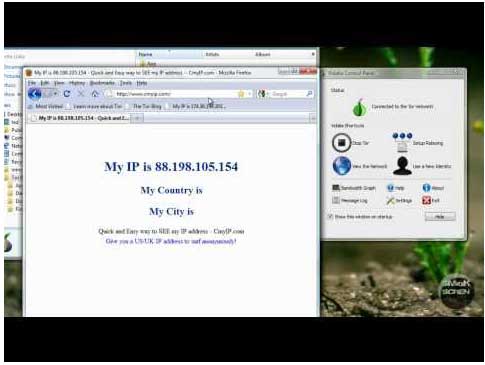 Name
Artists
Album
App
My IP is 88.198.105.154 - Quick and Easy way to SEE my IP address - CmyIP.com - Mozilla Firefox
File Edit View History Bookmarks Tools Help
http://www.cmyip.com/
Google
Most Visited Learn more about Tor The Tor Blog
My IP is 88.198.105.154 - Quick and E...
My IP is 88.198.105.154
My Country is
My City is
Quick and Easy way to SEE my IP address - CmyIP.com
Give you a US/UK IP address to surf anonymously!
Vidalia Control Panel
Status
Connected to the Tor Network!
Vidalia Shortcuts
Stop Tor
Setup Relaying
View the Network
Use a New Identity
Bandwidth Graph Help About
Message Log Settings Exit
Show this window on startup
Hide